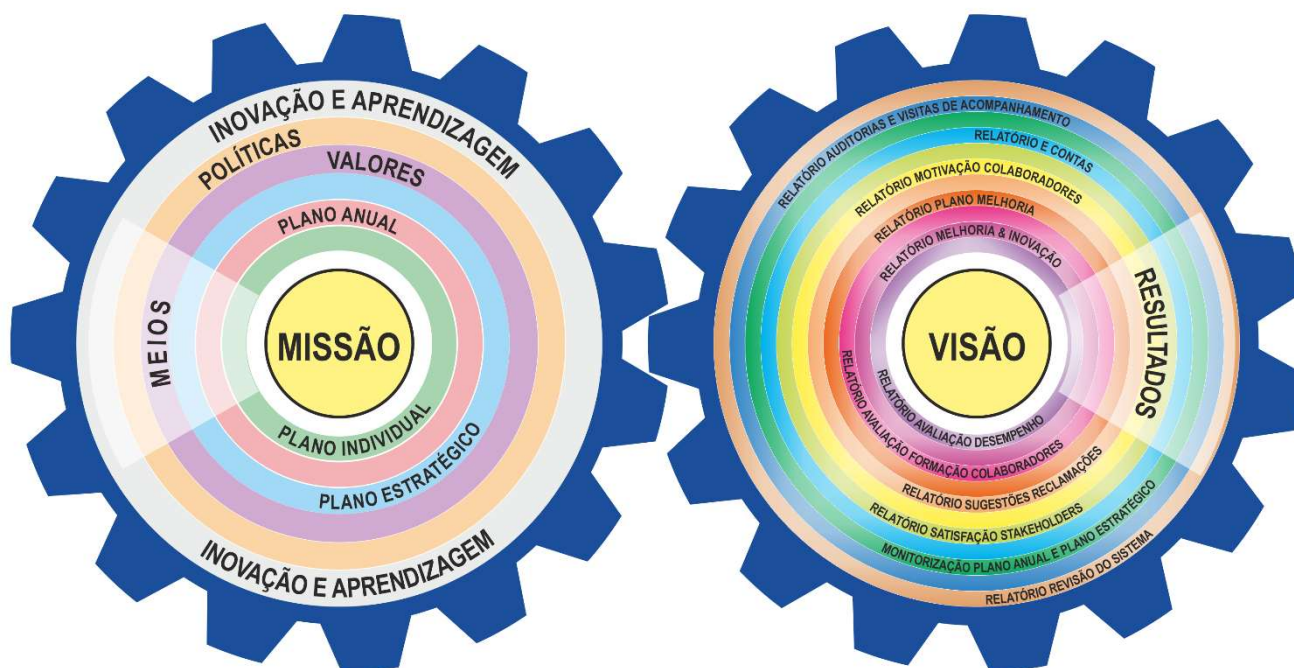 INOVAÇÃO E APRENDIZAGEM
POLÍTICAS
VALORES
PLANO ANUAL
MEIOS
MISSÃO
PLANO INDIVIDUAL
PLANO ESTRATÉGICO
INOVAÇÃO E APRENDIZAGEM
RELATÓRIO AUDITORIAS E VISITAS DE ACOMPANHAMENTO
RELATÓRIO E CONTAS
RELATÓRIO MOTIVAÇÃO COLABORADORES
RELATÓRIO PLANO MELHORIA
RELATÓRIO MELHORIA & INOVAÇÃO
RESULTADOS
VISÃO
RELATÓRIO AVALIAÇÃO DESEMPENHO
RELATÓRIO AVALIAÇÃO FORMAÇÃO COLABORADORES
RELATÓRIO SUGESTÕES RECLAMAÇÕES
RELATÓRIO SATISFAÇÃO STAKEHOLDERS
MONITORIZAÇÃO PLANO ANUAL E PLANO ESTRATÉGICO
RELATÓRIO REVISÃO DO SISTEMA